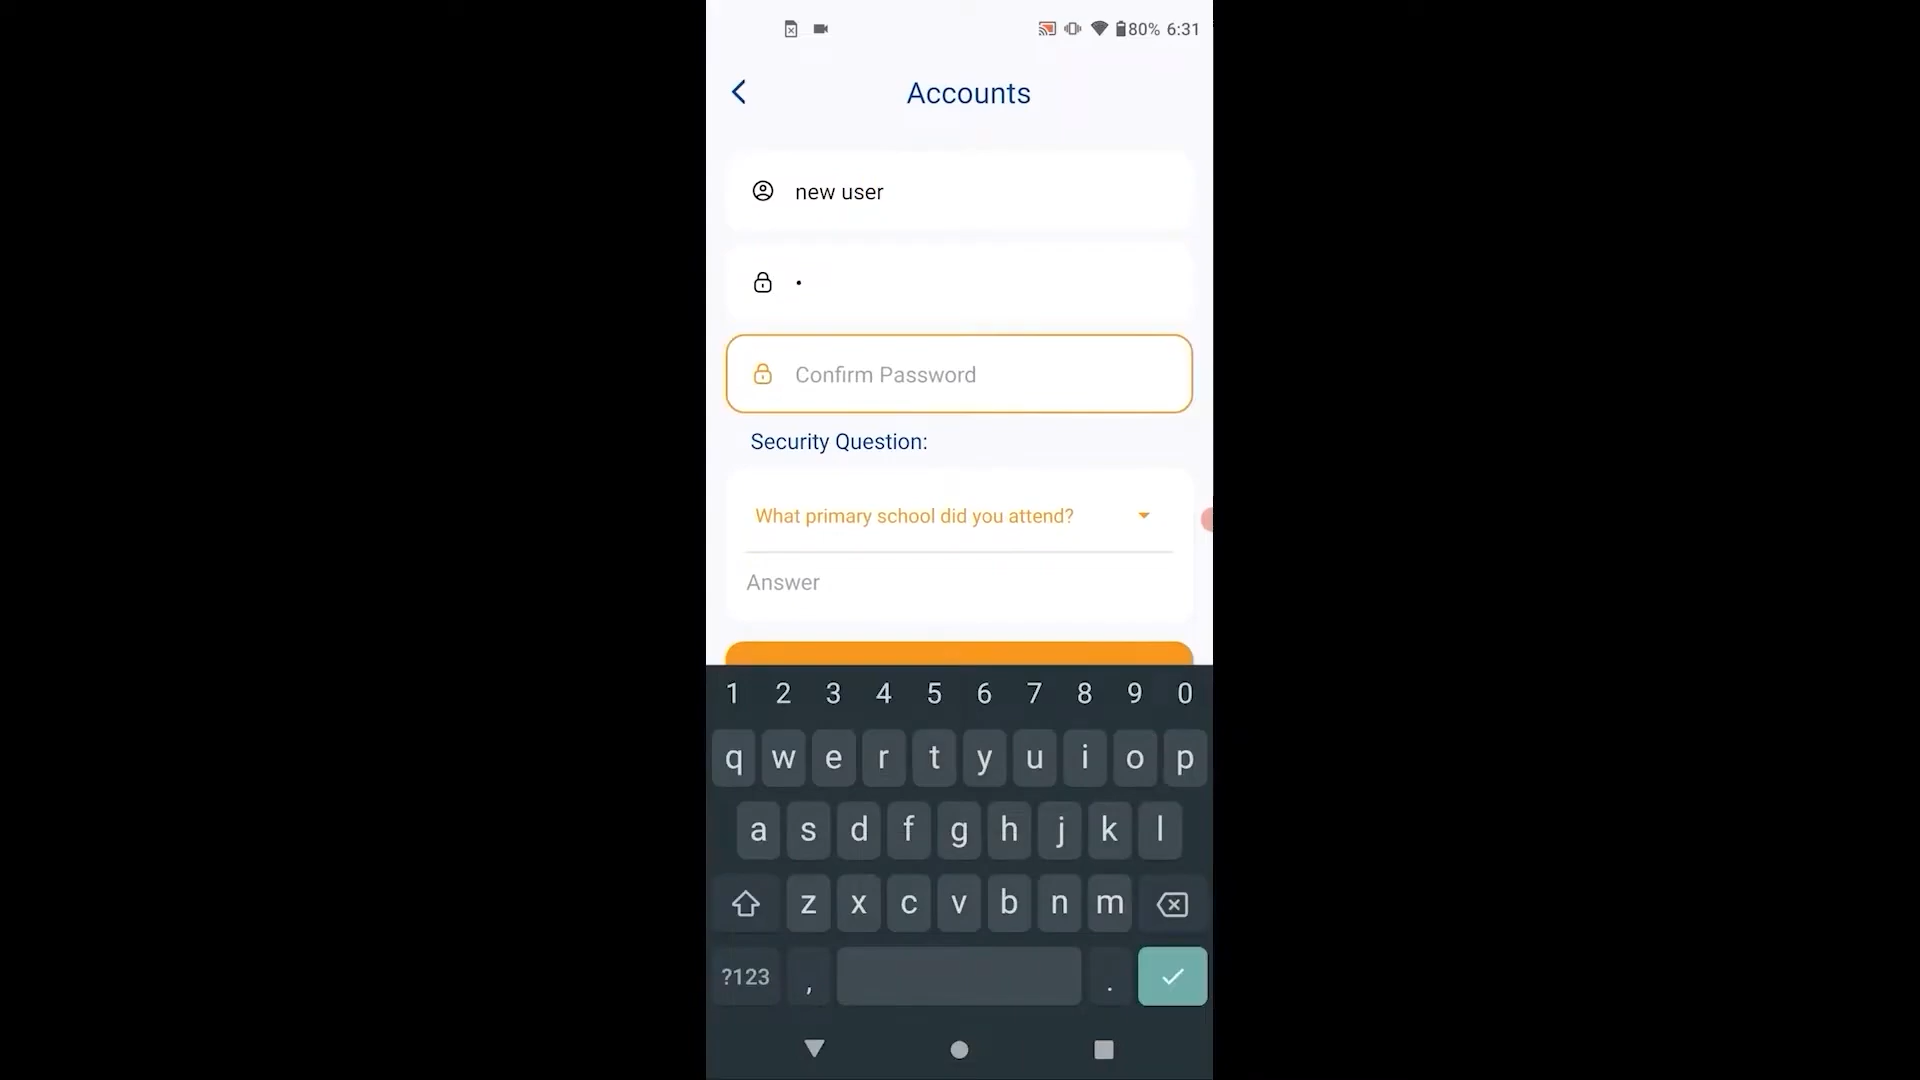 80% 6:31
Accounts
new user
•
Confirm Password
Security Question:
What primary school did you attend?
Answer
1 2 3 4 5 6 7 8 9 0
q w e r t y u i o p
a s d f g h j k l
z x c v b n m
?123 , .